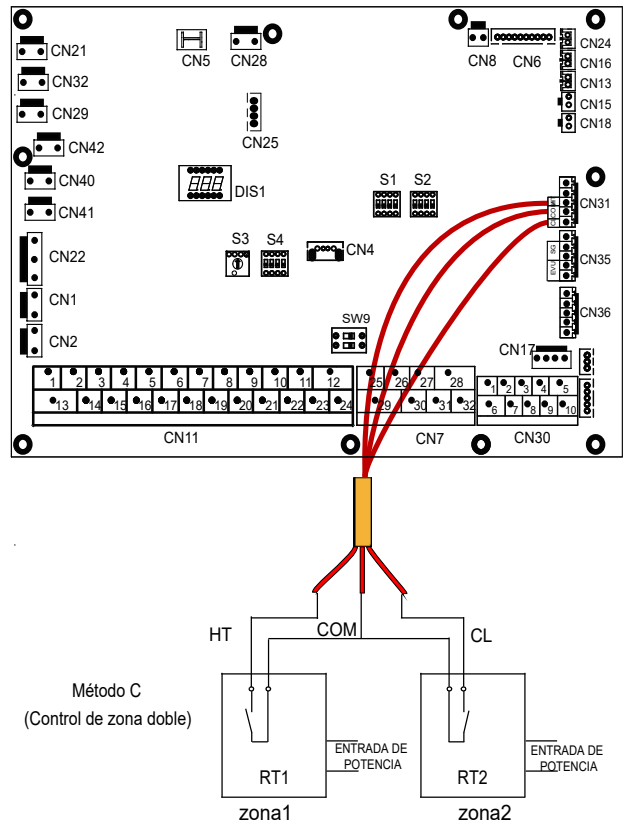 CN21
CN32
CN29
CN42
CN40
CN41
CN22
CN1
CN2
CN5
CN28
CN25
DIS1
CN8
CN6
CN24
CN16
CN13
CN15
CN18
S1 S2
S3 S4
CN4
SW9
CN31
COM
SG
EVU
CN35
CN36
CN17
1 2 3 4 5 6 7 8 9 10 11 12
13 14 15 16 17 18 19 20 21 22 23 24
CN11
25 26 27 28
29 30 31 32
CN7
1 2 3 4 5
6 7 8 9 10
CN30
HT
COM
CL
Método C
(Control de zona doble)
RT1
ENTRADA DE
POTENCIA
zona1
RT2
ENTRADA DE
POTENCIA
zona2